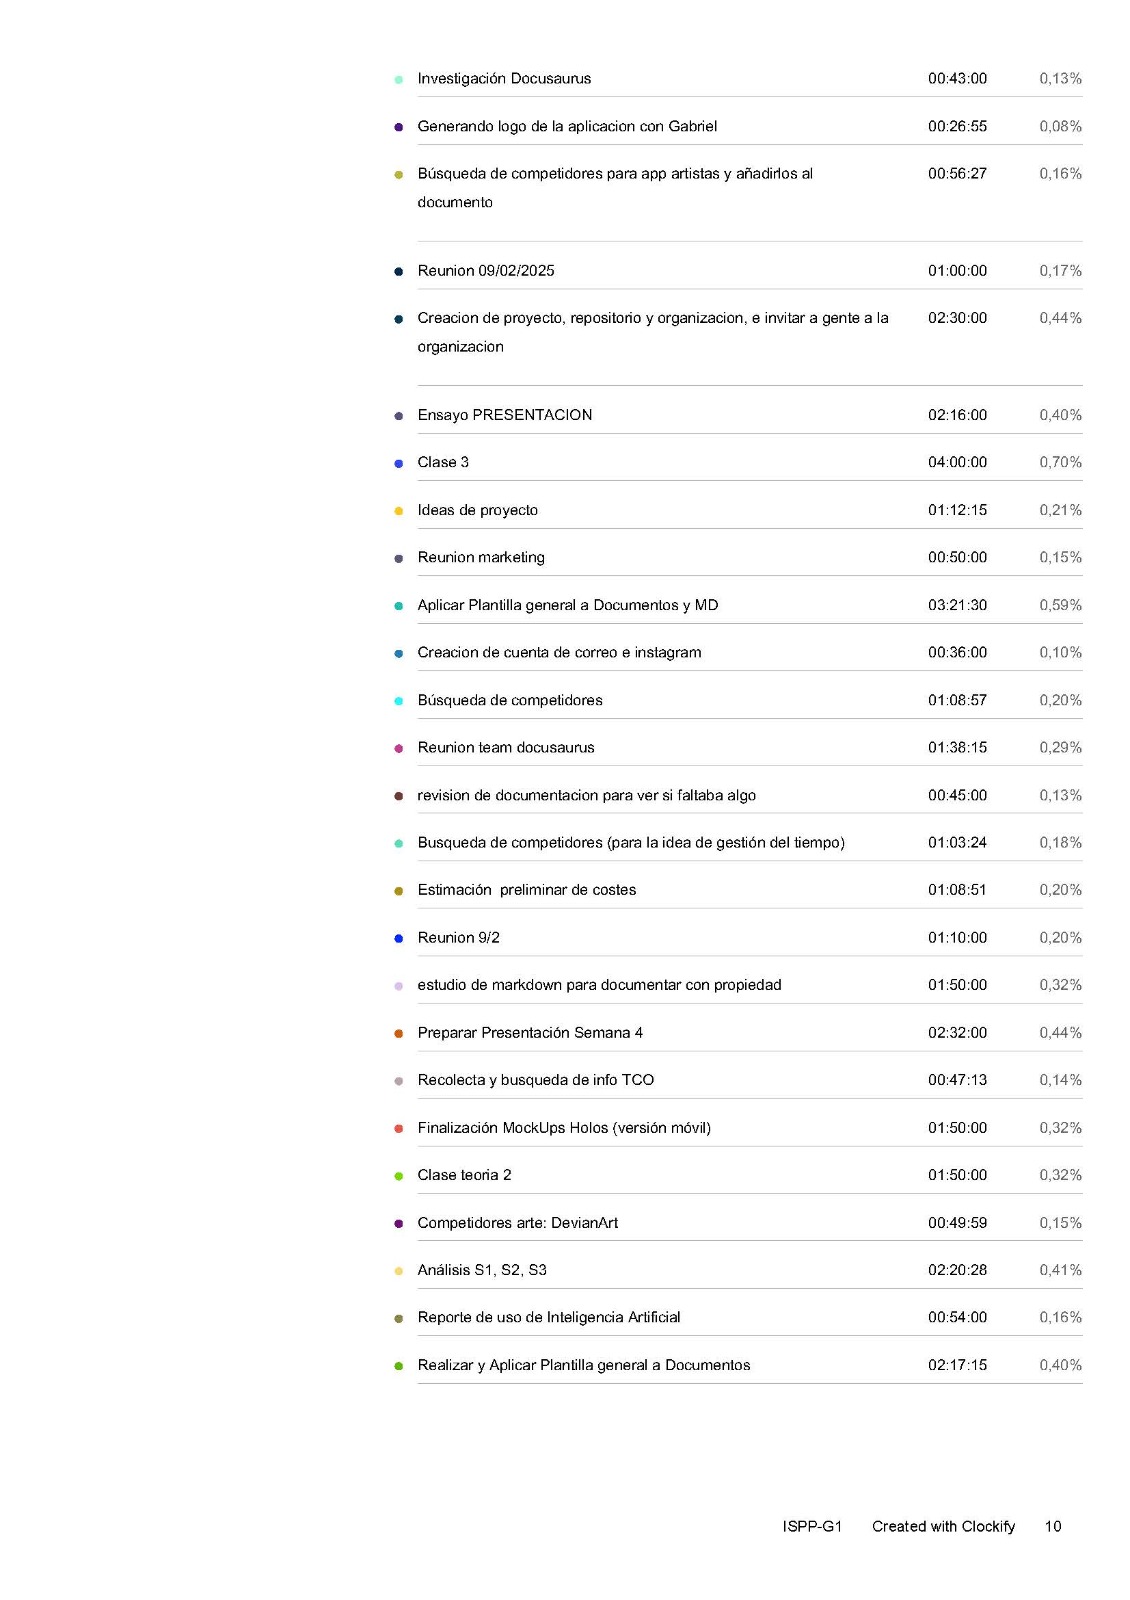 Investigación Docusaurus 00:43:00 0,13%
Generando logo de la aplicacion con Gabriel 00:26:55 0,08%
Búsqueda de competidores para app artistas y añadirlos al 00:56:27 0,16%
documento
Reunion 09/02/2025 01:00:00 0,17%
Creacion de proyecto, repositorio y organizacion, e invitar a gente a la 02:30:00 0,44%
organizacion
Ensayo PRESENTACION 02:16:00 0,40%
Clase 3 04:00:00 0,70%
Ideas de proyecto 01:12:15 0,21%
Reunion marketing 00:50:00 0,15%
Aplicar Plantilla general a Documentos y MD 03:21:30 0,59%
Creacion de cuenta de correo e instagram 00:36:00 0,10%
Búsqueda de competidores 01:08:57 0,20%
Reunion team docusaurus 01:38:15 0,29%
revision de documentacion para ver si faltaba algo 00:45:00 0,13%
Busqueda de competidores (para la idea de gestión del tiempo) 01:03:24 0,18%
Estimación  preliminar de costes 01:08:51 0,20%
Reunion 9/2 01:10:00 0,20%
estudio de markdown para documentar con propiedad 01:50:00 0,32%
Preparar Presentación Semana 4 02:32:00 0,44%
Recolecta y busqueda de info TCO 00:47:13 0,14%
Finalización MockUps Holos (versión móvil) 01:50:00 0,32%
Clase teoria 2 01:50:00 0,32%
Competidores arte: DevianArt 00:49:59 0,15%
Análisis S1, S2, S3 02:20:28 0,41%
Reporte de uso de Inteligencia Artificial 00:54:00 0,16%
Realizar y Aplicar Plantilla general a Documentos 02:17:15 0,40%
ISPP-G1 Created with Clockify 10